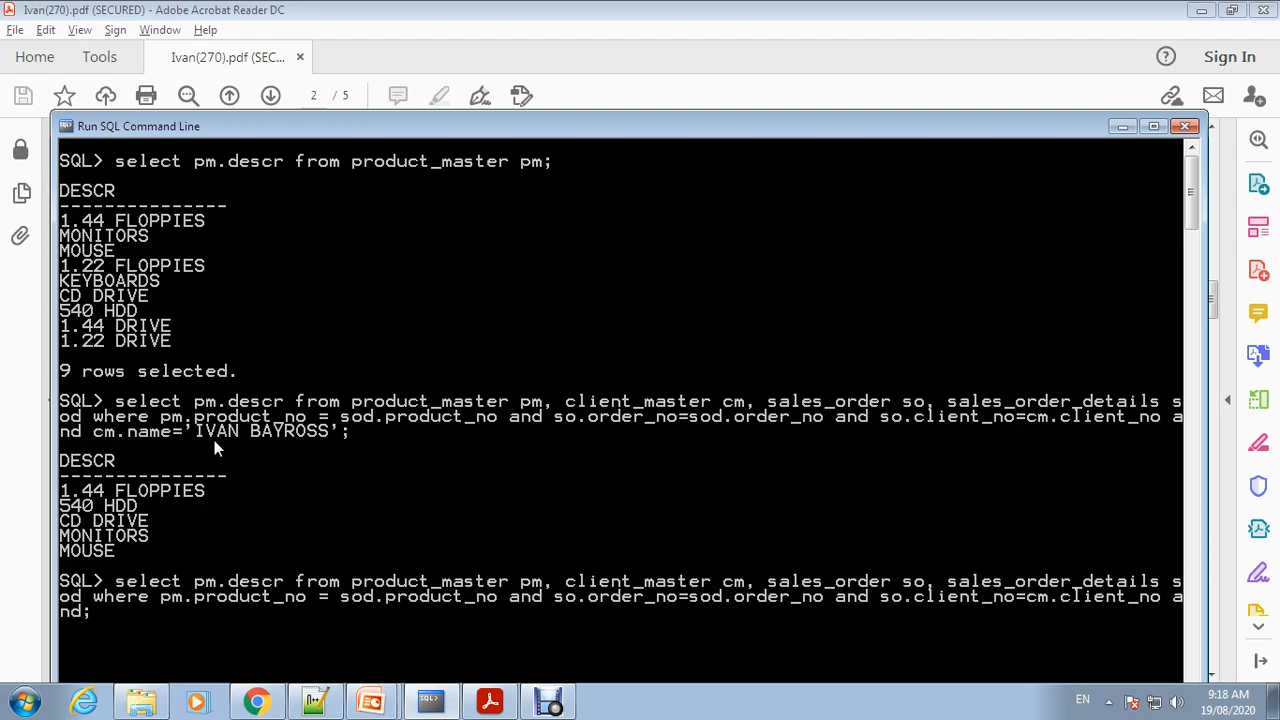 Ivan(270).pdf (SECURED) - Adobe Acrobat Reader DC
File Edit View Sign Window Help
Home Tools Ivan(270).pdf (SEC... × Sign In
2 / 5
Run SQL Command Line
SQL> select pm.descr from product_master pm;
DESCR
---------------
1.44 FLOPPIES
MONITORS
MOUSE
1.22 FLOPPIES
KEYBOARDS
CD DRIVE
540 HDD
1.44 DRIVE
1.22 DRIVE
9 rows selected.
SQL> select pm.descr from product_master pm, client_master cm, sales_order so, sales_order_details s
od where pm.product_no = sod.product_no and so.order_no=sod.order_no and so.client_no=cm.client_no a
nd cm.name='IVAN BAYROSS';
DESCR
---------------
1.44 FLOPPIES
540 HDD
CD DRIVE
MONITORS
MOUSE
SQL> select pm.descr from product_master pm, client_master cm, sales_order so, sales_order_details s
od where pm.product_no = sod.product_no and so.order_no=sod.order_no and so.client_no=cm.client_no a
nd;
EN
9:18 AM
19/08/2020